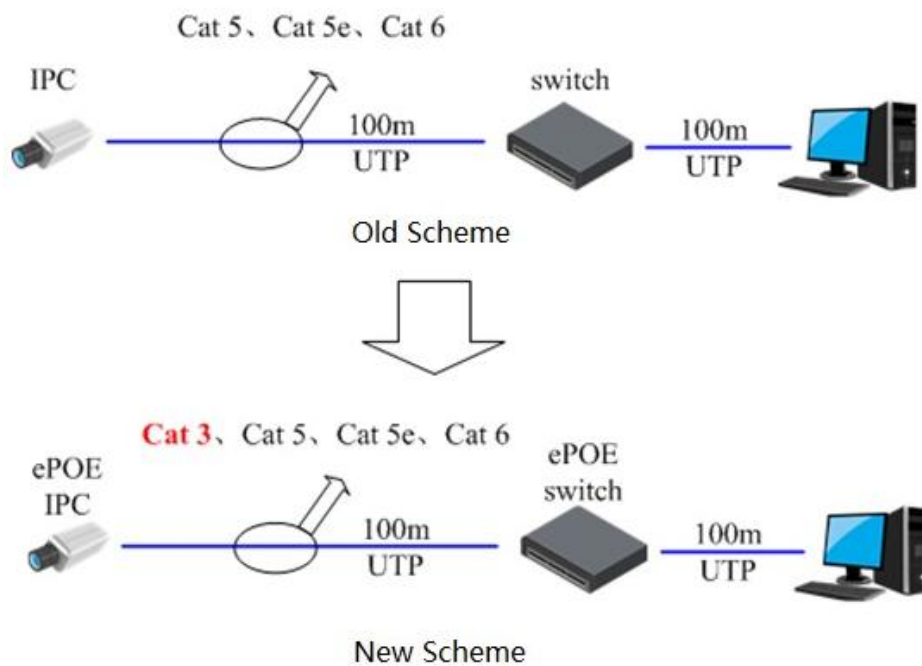 Cat 5、Cat 5e、Cat 6
IPC
switch
100m
UTP
100m
UTP
Old Scheme
Cat 3、Cat 5、Cat 5e、Cat 6
ePOE
IPC
ePOE
switch
100m
UTP
100m
UTP
New Scheme